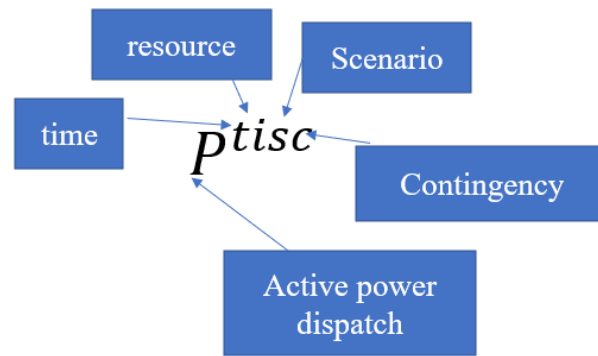 resource
Scenario
time
P^{tisc}
Contingency
Active power
dispatch